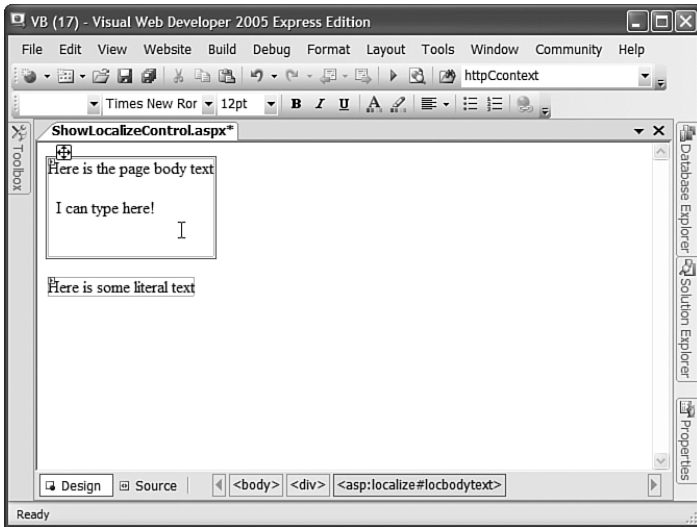 VB (17) - Visual Web Developer 2005 Express Edition
File Edit View Website Build Debug Format Layout Tools Window Community Help
httpCcontext
Times New Ror 12pt B I U A
Toolbox
ShowLocalizeControl.aspx*
Here is the page body text
I can type here!
Here is some literal text
Database Explorer
Solution Explorer
Properties
Design Source <body> <div> <asp:localize#locbodytext>
Ready